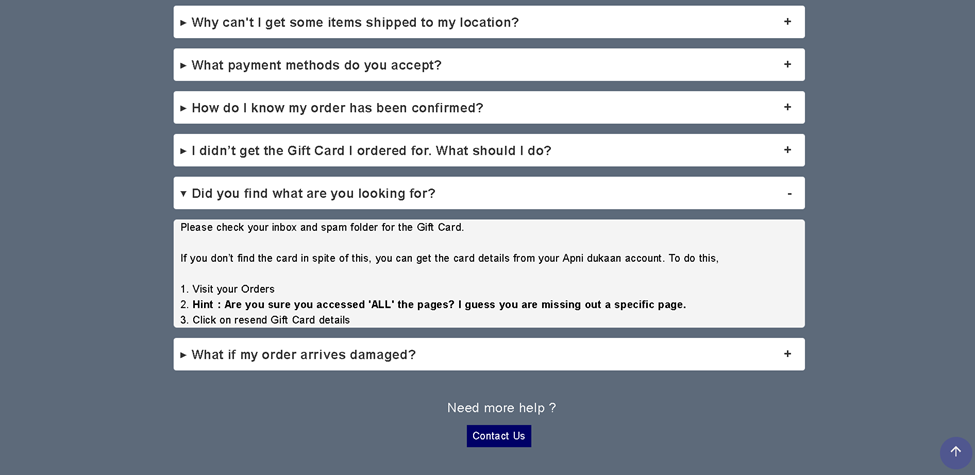 ▸ Why can't I get some items shipped to my location? +
▸ What payment methods do you accept? +
▸ How do I know my order has been confirmed? +
▸ I didn't get the Gift Card I ordered for. What should I do? +
▾ Did you find what are you looking for? -
Please check your inbox and spam folder for the Gift Card.
If you don't find the card in spite of this, you can get the card details from your Apni dukaan account. To do this,
1. Visit your Orders
2. Hint : Are you sure you accessed 'ALL' the pages? I guess you are missing out a specific page.
3. Click on resend Gift Card details
▸ What if my order arrives damaged? +
Need more help ?
Contact Us